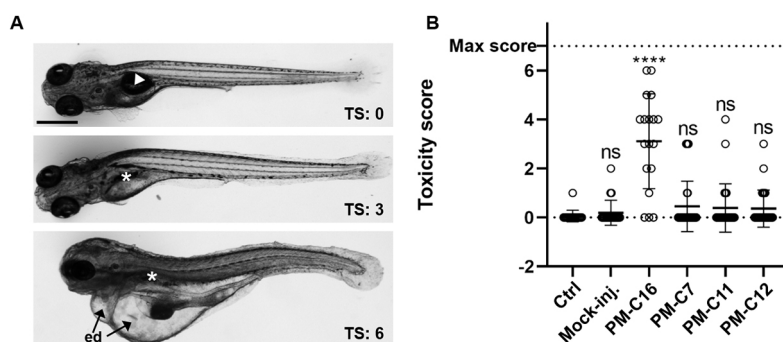 A
TS: 0
*
TS: 3
*
ed
TS: 6
B
Toxicity score
Max score
6
4
2
0
-2
ns
****
ns
ns
ns
Ctrl
Mock-inj.
PM-C16
PM-C7
PM-C11
PM-C12